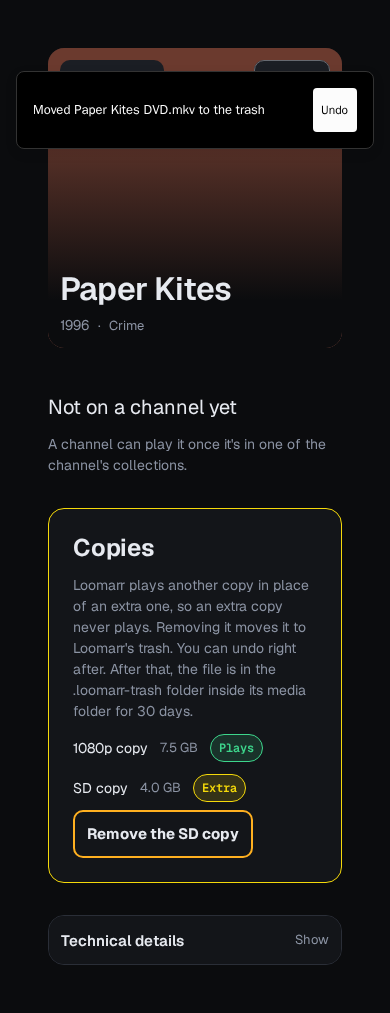 Moved Paper Kites DVD.mkv to the trash
Undo
Paper Kites
1996 · Crime
Not on a channel yet
A channel can play it once it's in one of the
channel's collections.
Copies
Loomarr plays another copy in place
of an extra one, so an extra copy
never plays. Removing it moves it to
Loomarr's trash. You can undo right
after. After that, the file is in the
.loomarr-trash folder inside its media
folder for 30 days.
1080p copy 7.5 GB Plays
SD copy 4.0 GB Extra
Remove the SD copy
Technical details Show